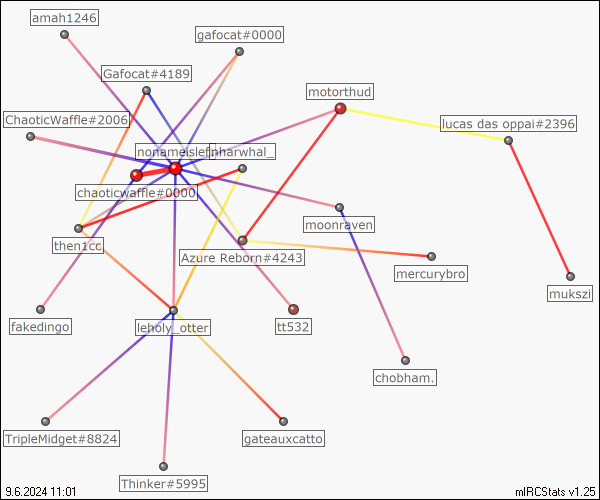 amah1246
gafocat#0000
Gafocat#4189
motorthud
ChaoticWaffle#2006
lucas das oppai#2396
nonameisleft
pharwhal_
chaoticwaffle#0000
moonraven
then1cc
Azure Reborn#4243
mercurybro
mukszi
fakedingo
leholy_otter
tt532
chobham.
TripleMidget#8824
gateauxcatto
Thinker#5995
9.6.2024 11:01
mIRCStats v1.25